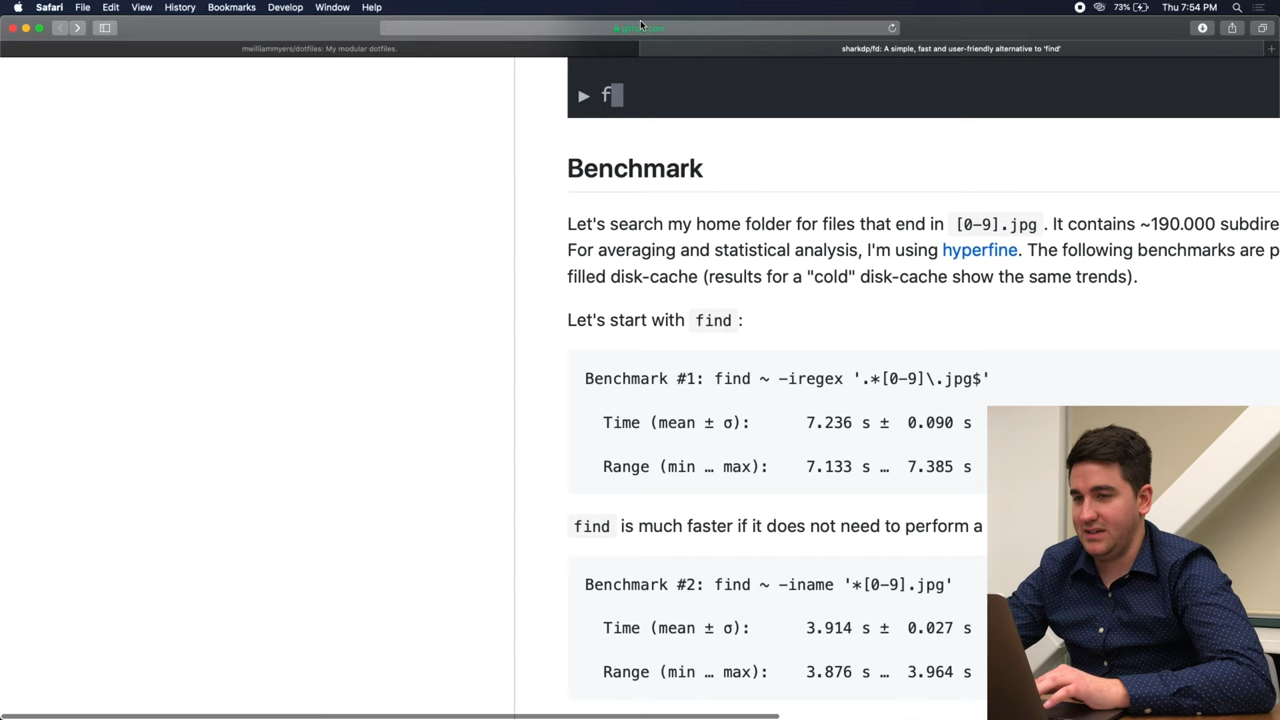 Safari File Edit View History Bookmarks Develop Window Help 73% Thu 7:54 PM
mwilliammyers/dotfiles: My modular dotfiles. sharkdp/fd: A simple, fast and user-friendly alternative to 'find'
▶ f
Benchmark
Let's search my home folder for files that end in [0-9].jpg . It contains ~190.000 subdire
For averaging and statistical analysis, I'm using hyperfine. The following benchmarks are p
filled disk-cache (results for a "cold" disk-cache show the same trends).
Let's start with find :
Benchmark #1: find ~ -iregex '.*[0-9]\.jpg$'
Time (mean ± σ): 7.236 s ± 0.090 s
Range (min … max): 7.133 s … 7.385 s
find is much faster if it does not need to perform a
Benchmark #2: find ~ -iname '*[0-9].jpg'
Time (mean ± σ): 3.914 s ± 0.027 s
Range (min … max): 3.876 s … 3.964 s